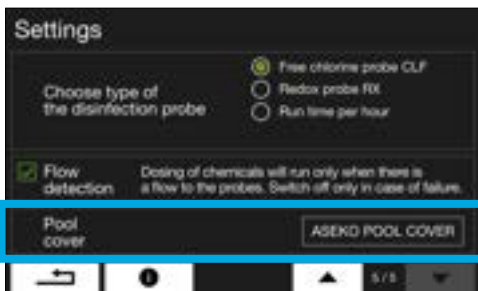 Settings
Choose type of
the disinfection probe
Free chlorine probe CLF
Redox probe RX
Run time per hour
Flow
detection
Dosing of chemicals will run only when there is
a flow to the probes. Switch off only in case of failure.
Pool
cover
ASEKO POOL COVER
5/5